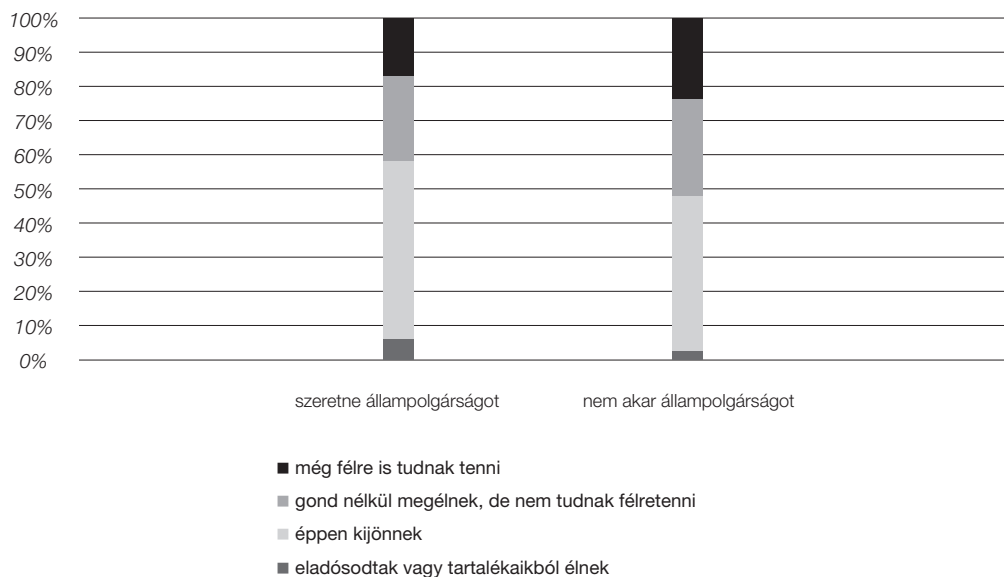 100%
90%
80%
70%
60%
50%
40%
30%
20%
10%
0%
szeretne állampolgárságot nem akar állampolgárságot
még félre is tudnak tenni
gond nélkül megélnek, de nem tudnak félretenni
éppen kijönnek
eladósodtak vagy tartalékaikból élnek